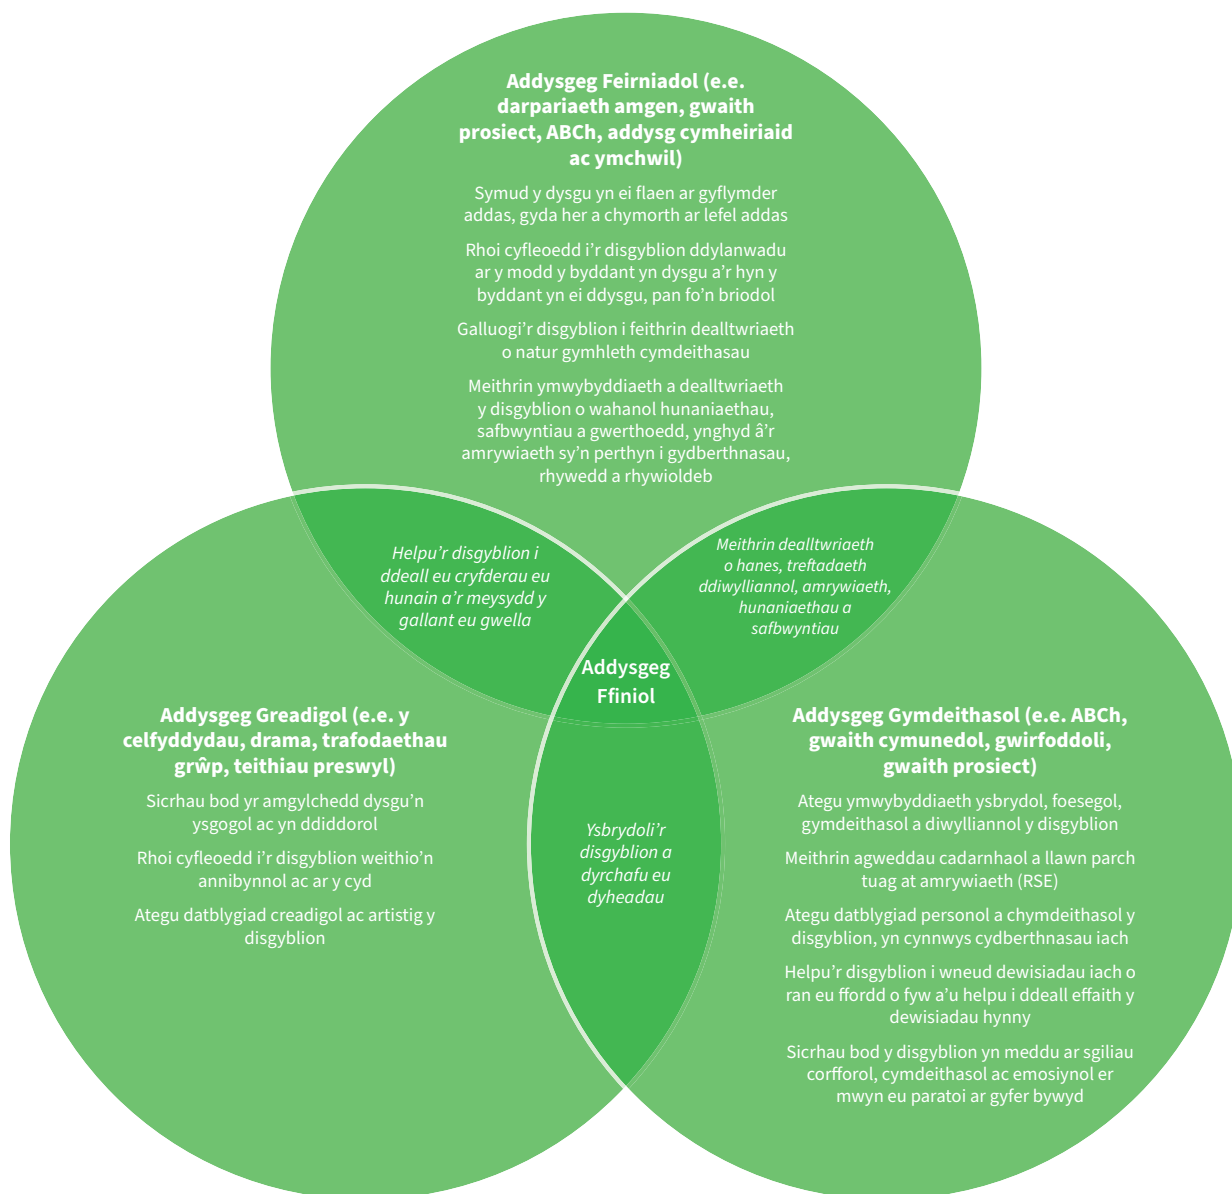 Addysgeg Feirniadol (e.e.
darpariaeth amgen, gwaith
prosiect, ABCh, addysg cymheiriaid
ac ymchwil)
Symud y dysgu yn ei flaen ar gyflymder
addas, gyda her a chymorth ar lefel addas
Rhoi cyfleoedd i’r disgyblion ddylanwadu
ar y modd y byddant yn dysgu a’r hyn y
byddant yn ei ddysgu, pan fo’n briodol
Galluogi’r disgyblion i feithrin dealltwriaeth
o natur gymhleth cymdeithasau
Meithrin ymwybyddiaeth a dealltwriaeth
y disgyblion o wahanol hunaniaethau,
safbwyntiau a gwerthoedd, ynghyd â’r
amrywiaeth sy’n perthyn i gydberthnasau,
rhywedd a rhywioldeb
Helpu’r disgyblion i
ddeall eu cryfderau eu
hunain a’r meysydd y
gallant eu gwella
Meithrin dealltwriaeth
o hanes, treftadaeth
ddiwylliannol, amrywiaeth,
hunaniaethau a
safbwyntiau
Addysgeg
Ffiniol
Addysgeg Greadigol (e.e. y
celfyddydau, drama, trafodaethau
grŵp, teithiau preswyl)
Sicrhau bod yr amgylchedd dysgu’n
ysgogol ac yn ddiddorol
Rhoi cyfleoedd i’r disgyblion weithio’n
annibynnol ac ar y cyd
Ategu datblygiad creadigol ac artistig y
disgyblion
Ysbrydoli’r
disgyblion a
dyrchafu eu
dyheadau
Addysgeg Gymdeithasol (e.e. ABCh,
gwaith cymunedol, gwirfoddoli,
gwaith prosiect)
Ategu ymwybyddiaeth ysbrydol, foesegol,
gymdeithasol a diwylliannol y disgyblion
Meithrin agweddau cadarnhaol a llawn parch
tuag at amrywiaeth (RSE)
Ategu datblygiad personol a chymdeithasol y
disgyblion, yn cynnwys cydberthnasau iach
Helpu’r disgyblion i wneud dewisiadau iach o
ran eu ffordd o fyw a’u helpu i ddeall effaith y
dewisiadau hynny
Sicrhau bod y disgyblion yn meddu ar sgiliau
corfforol, cymdeithasol ac emosiynol er
mwyn eu paratoi ar gyfer bywyd